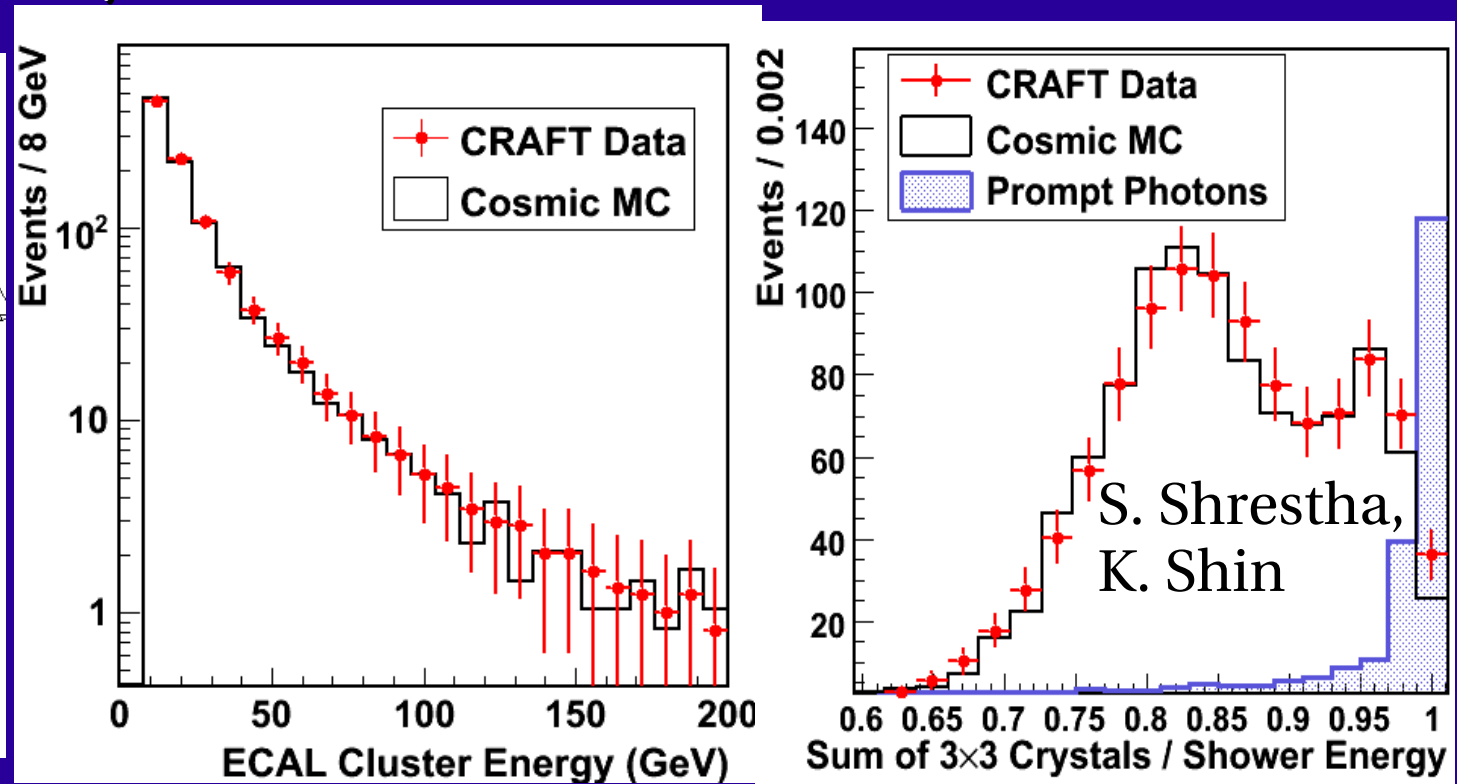 Events / 8 GeV
10²
10
1
CRAFT Data
Cosmic MC
0 50 100 150 200
ECAL Cluster Energy (GeV)
Events / 0.002
140
120
100
80
60
40
20
CRAFT Data
Cosmic MC
Prompt Photons
S. Shrestha,
K. Shin
0.6 0.65 0.7 0.75 0.8 0.85 0.9 0.95 1
Sum of 3×3 Crystals / Shower Energy